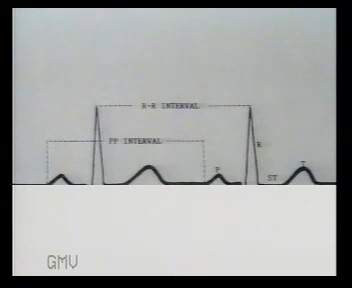 R-R INTERVAL
PP INTERVAL
P
R
ST
T
GMV